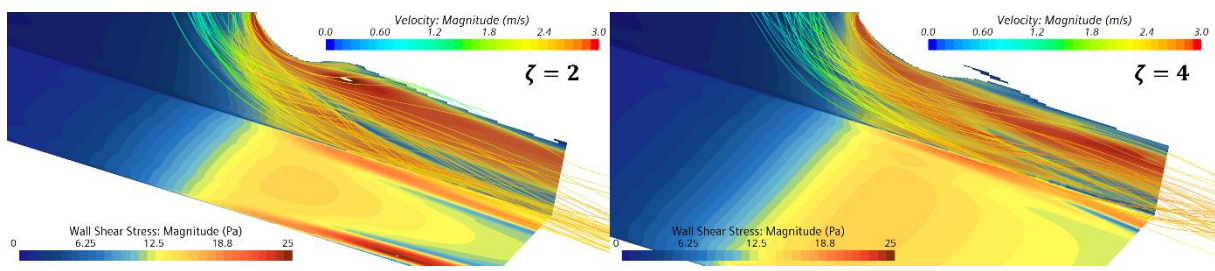 Velocity: Magnitude (m/s)
0.0 0.60 1.2 1.8 2.4 3.0
ζ = 2
Wall Shear Stress: Magnitude (Pa)
0 6.25 12.5 18.8 25
Velocity: Magnitude (m/s)
0.0 0.60 1.2 1.8 2.4 3.0
ζ = 4
Wall Shear Stress: Magnitude (Pa)
0 6.25 12.5 18.8 25